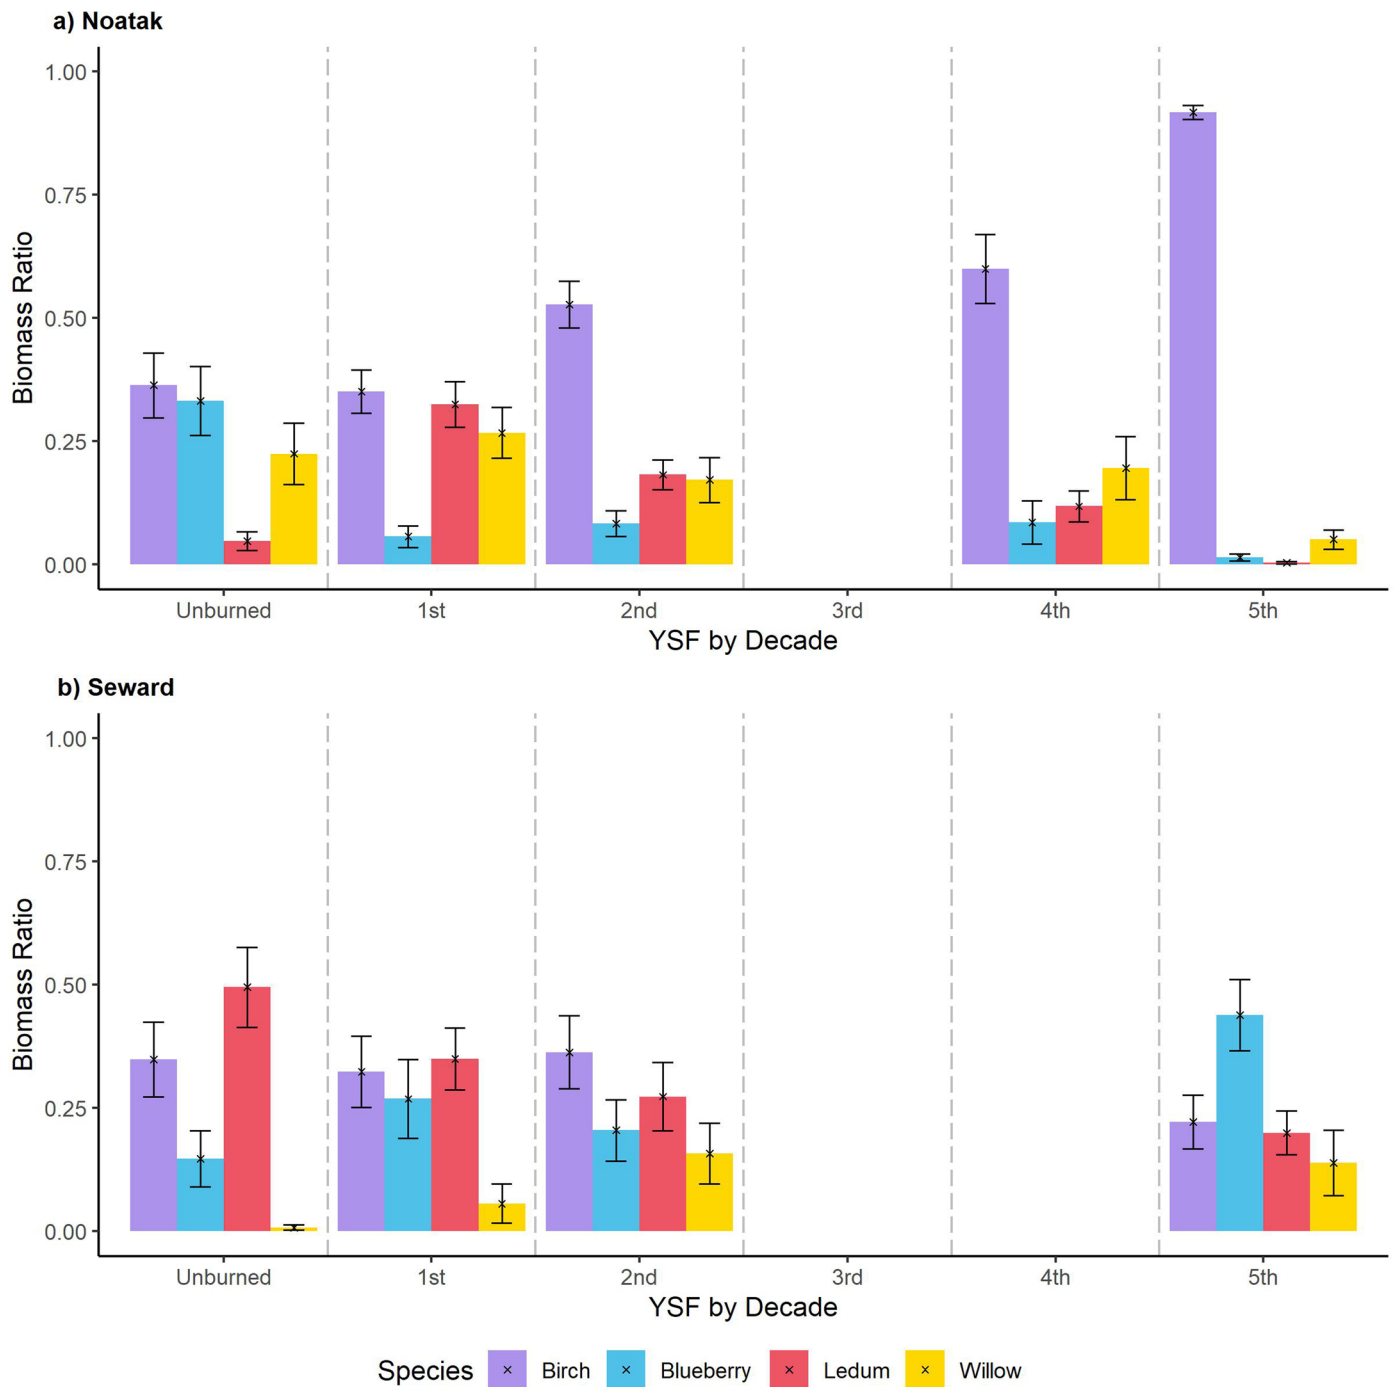 a) Noatak
1.00
0.75
0.50
0.25
0.00
Biomass Ratio
Unburned 1st 2nd 3rd 4th 5th
YSF by Decade
b) Seward
1.00
0.75
0.50
0.25
0.00
Biomass Ratio
Unburned 1st 2nd 3rd 4th 5th
YSF by Decade
Species Birch Blueberry Ledum Willow